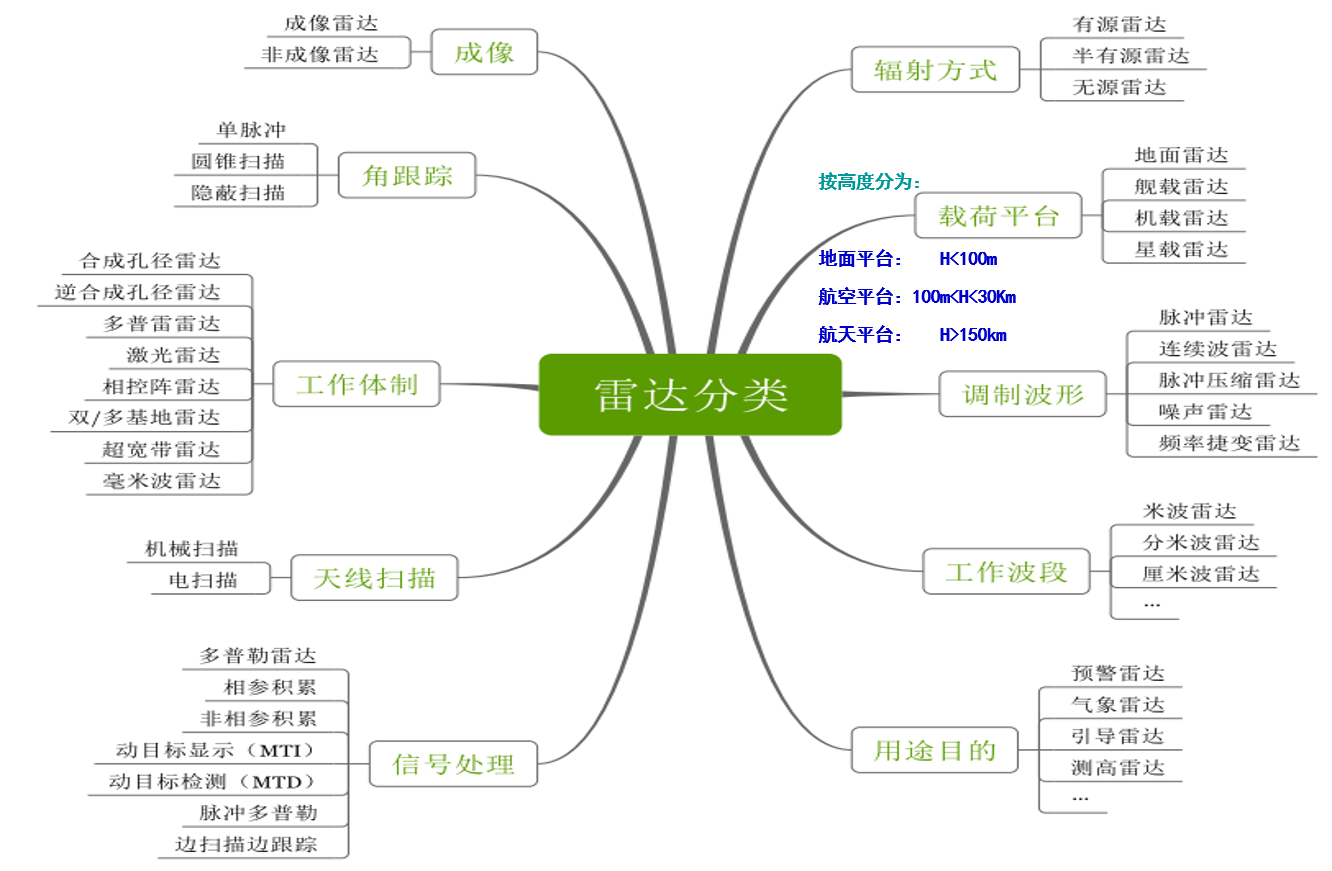 雷达分类
成像
成像雷达
非成像雷达
角跟踪
单脉冲
圆锥扫描
隐蔽扫描
工作体制
合成孔径雷达
逆合成孔径雷达
多普雷雷达
激光雷达
相控阵雷达
双/多基地雷达
超宽带雷达
毫米波雷达
天线扫描
机械扫描
电扫描
信号处理
多普勒雷达
相参积累
非相参积累
动目标显示（MTI）
动目标检测（MTD）
脉冲多普勒
边扫描边跟踪
辐射方式
有源雷达
半有源雷达
无源雷达
载荷平台
地面雷达
舰载雷达
机载雷达
星载雷达
按高度分为：
地面平台： H<100m
航空平台：100m<H<30Km
航天平台： H>150km
调制波形
脉冲雷达
连续波雷达
脉冲压缩雷达
噪声雷达
频率捷变雷达
工作波段
米波雷达
分米波雷达
厘米波雷达
...
用途目的
预警雷达
气象雷达
引导雷达
测高雷达
...